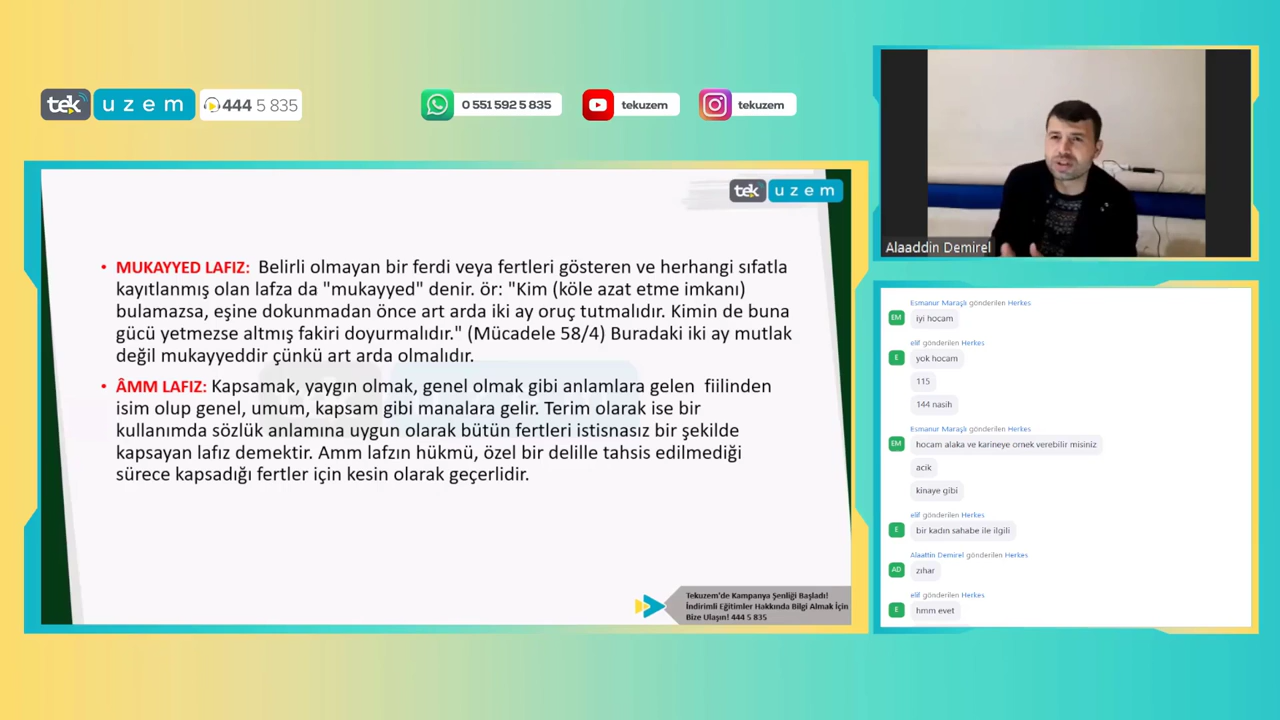 tek uzem 444 5 835
0 551 592 5 835
tekuzem
tekuzem
tek uzem
• MUKAYYED LAFIZ: Belirli olmayan bir ferdi veya fertleri gösteren ve herhangi sıfatla
kayıtlanmış olan lafza da "mukayyed" denir. ör: "Kim (köle azat etme imkanı)
bulamazsa, eşine dokunmadan önce art arda iki ay oruç tutmalıdır. Kimin de buna
gücü yetmezse altmış fakiri doyurmalıdır." (Mücadele 58/4) Buradaki iki ay mutlak
değil mukayyeddir çünkü art arda olmalıdır.
• ÂMM LAFIZ: Kapsamak, yaygın olmak, genel olmak gibi anlamlara gelen fiilinden
isim olup genel, umum, kapsam gibi manalara gelir. Terim olarak ise bir
kullanımda sözlük anlamına uygun olarak bütün fertleri istisnasız bir şekilde
kapsayan lafız demektir. Amm lafzın hükmü, özel bir delille tahsis edilmediği
sürece kapsadığı fertler için kesin olarak geçerlidir.
Tekuzem'de Kampanya Şenliği Başladı!
İndirimli Eğitimler Hakkında Bilgi Almak İçin
Bize Ulaşın! 444 5 835
Alaaddin Demirel
Esmanur Maraşlı gönderilen Herkes
EM iyi hocam
elif gönderilen Herkes
E yok hocam
115
144 nasih
Esmanur Maraşlı gönderilen Herkes
EM hocam alaka ve karineye ornek verebilir misiniz
acik
kinaye gibi
elif gönderilen Herkes
E bir kadın sahabe ile ilgili
Alaattin Demirel gönderilen Herkes
AD zıhar
elif gönderilen Herkes
E hmm evet